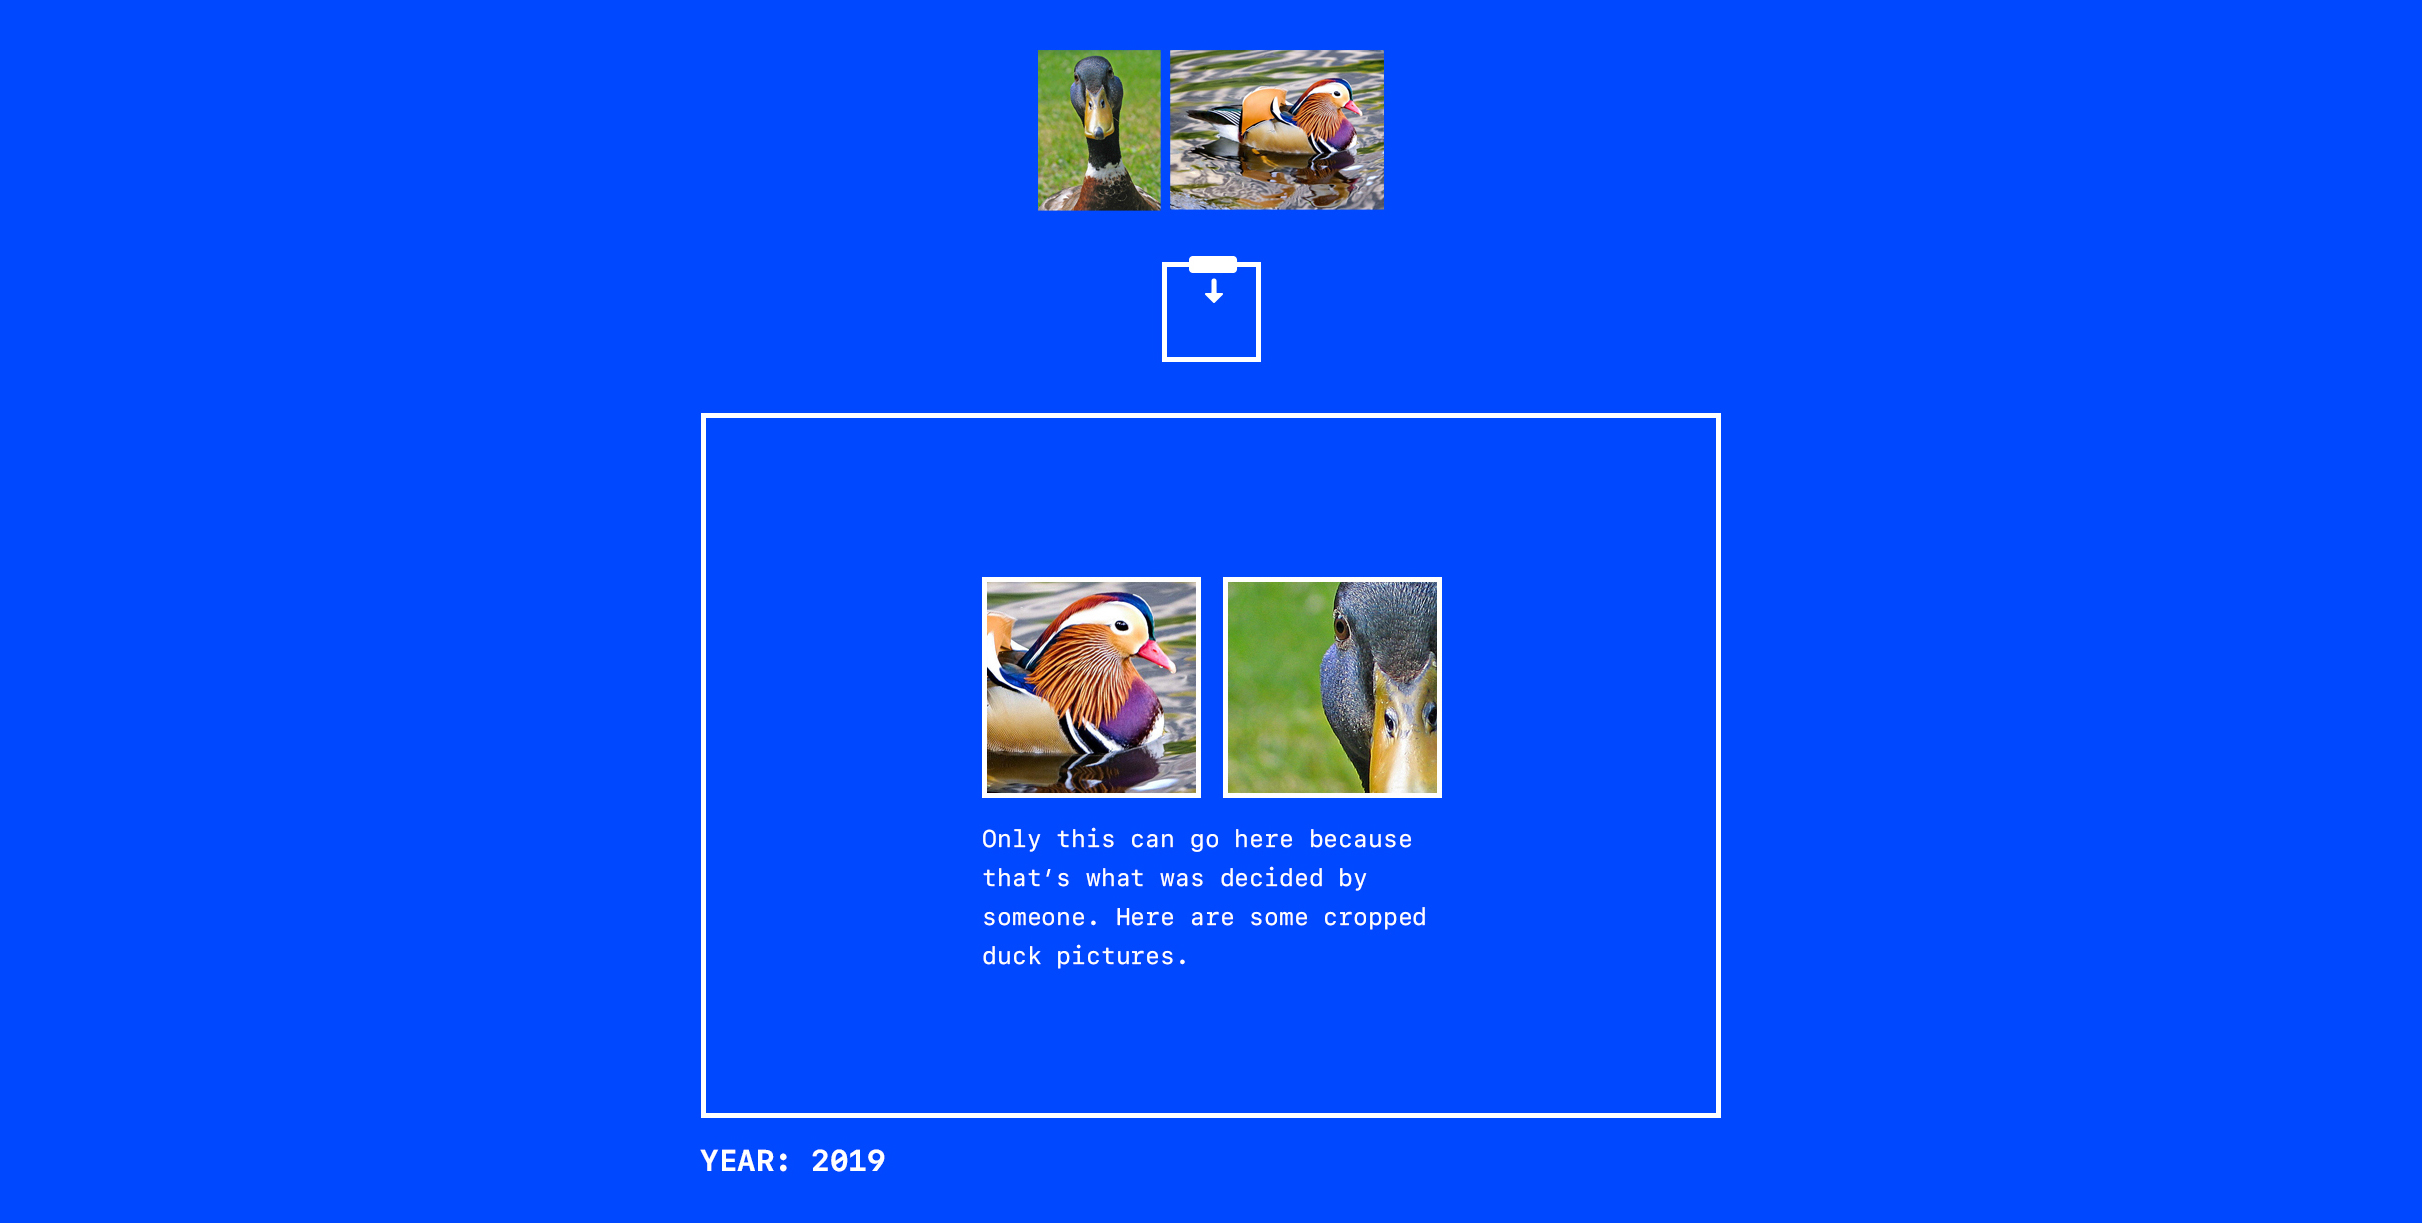 Only this can go here because
that’s what was decided by
someone. Here are some cropped
duck pictures.
YEAR: 2019